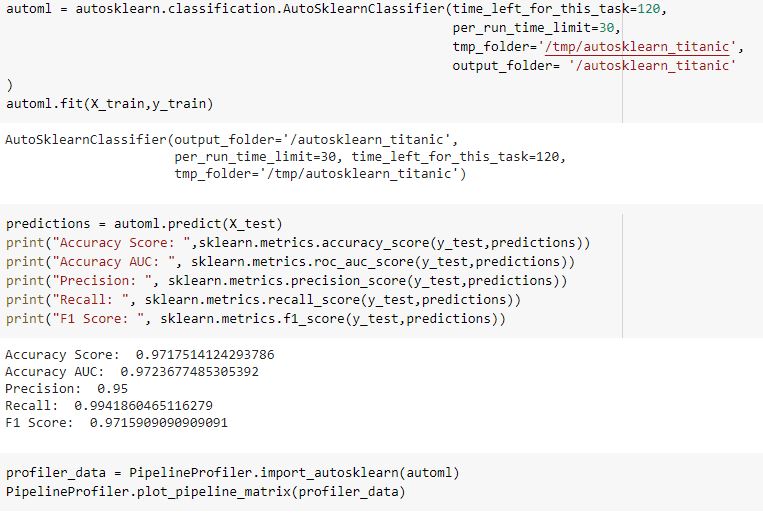 automl = autosklearn.classification.AutoSklearnClassifier(time_left_for_this_task=120,
per_run_time_limit=30,
tmp_folder='/tmp/autosklearn_titanic',
output_folder= '/autosklearn_titanic'
)
automl.fit(X_train,y_train)
AutoSklearnClassifier(output_folder='/autosklearn_titanic',
per_run_time_limit=30, time_left_for_this_task=120,
tmp_folder='/tmp/autosklearn_titanic')
predictions = automl.predict(X_test)
print("Accuracy Score: ",sklearn.metrics.accuracy_score(y_test,predictions))
print("Accuracy AUC: ", sklearn.metrics.roc_auc_score(y_test,predictions))
print("Precision: ", sklearn.metrics.precision_score(y_test,predictions))
print("Recall: ", sklearn.metrics.recall_score(y_test,predictions))
print("F1 Score: ", sklearn.metrics.f1_score(y_test,predictions))
Accuracy Score:  0.9717514124293786
Accuracy AUC:  0.9723677485305392
Precision:  0.95
Recall:  0.9941860465116279
F1 Score:  0.9715909090909091
profiler_data = PipelineProfiler.import_autosklearn(automl)
PipelineProfiler.plot_pipeline_matrix(profiler_data)